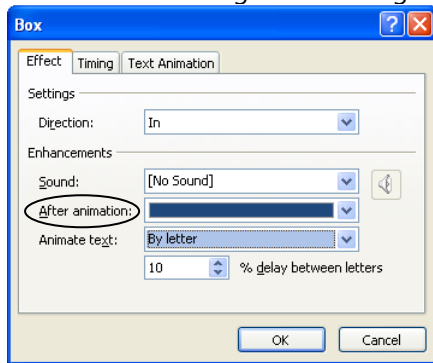 Box
Effect Timing Text Animation
Settings
Direction: In
Enhancements
Sound: [No Sound]
After animation:
Animate text: By letter
10 % delay between letters
OK Cancel